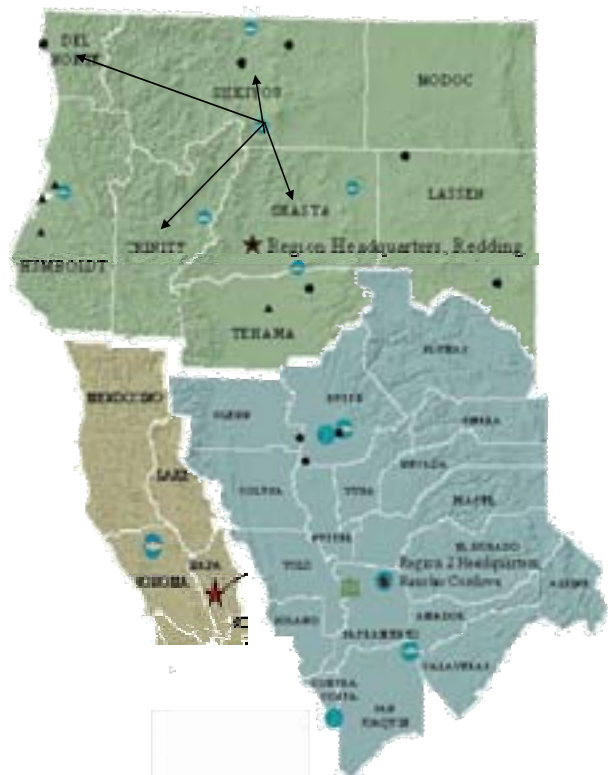 DEL
NORTE
SISKIYOU
MODOC
SHASTA
LASSEN
TRINITY
Region Headquarters, Redding
HUMBOLDT
TEHAMA
PLUMAS
MENDOCINO
BUTTE
GLENN
SIERRA
LAKE
NEVADA
COLUSA
YUBA
PLACER
EL DORADO
NAPA
YOLO
Region 2 Headquarters,
Rancho Cordova
SONOMA
ALPINE
SOLANO
AMADOR
SACRAMENTO
CALAVERAS
CONTRA
COSTA
SAN
JOAQUIN